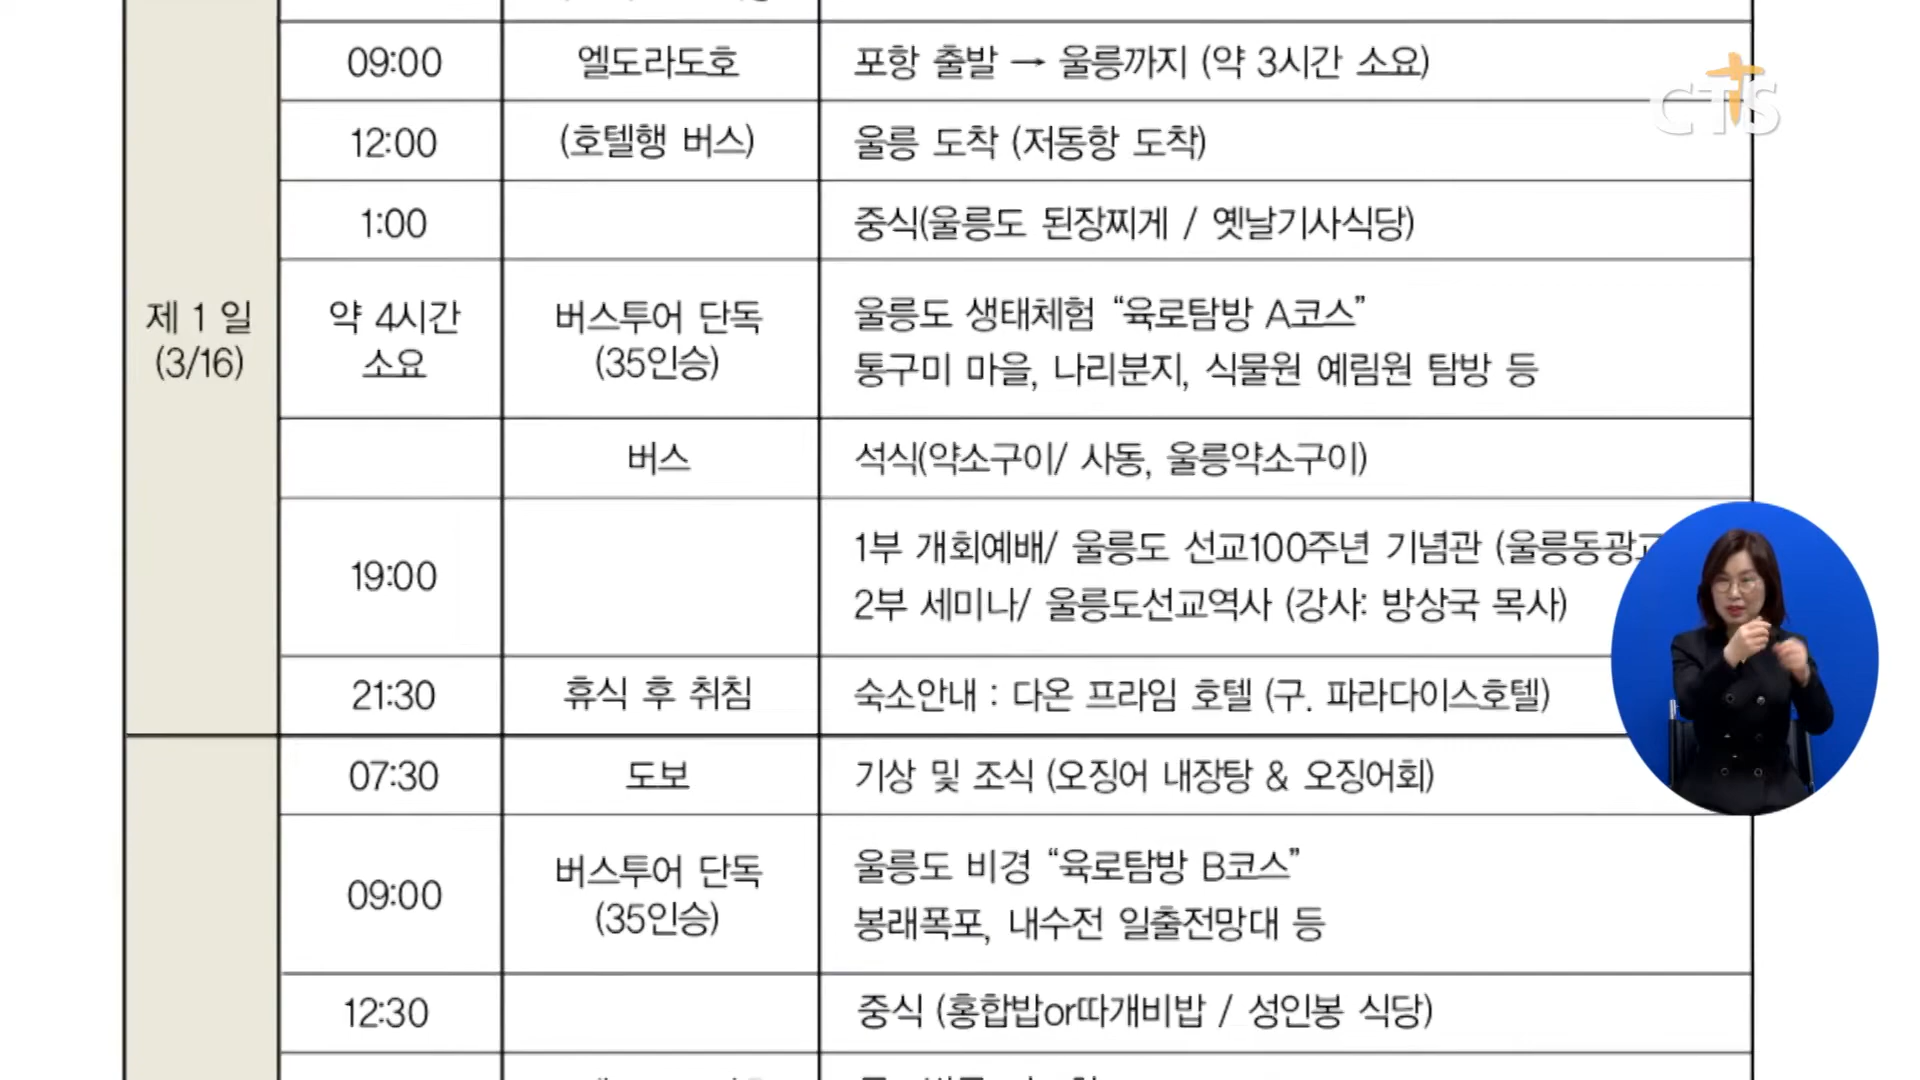 09:00 엘도라도호 포항 출발 → 울릉까지 (약 3시간 소요)
CTS
12:00 (호텔행 버스) 울릉 도착 (저동항 도착)
1:00 중식(울릉도 된장찌게 / 옛날기사식당)
제 1 일
(3/16)
약 4시간
소요
버스투어 단독
(35인승)
울릉도 생태체험 “육로탐방 A코스”
통구미 마을, 나리분지, 식물원 예림원 탐방 등
버스 석식(약소구이/ 사동, 울릉약소구이)
19:00
1부 개회예배/ 울릉도 선교100주년 기념관 (울릉동광교
2부 세미나/ 울릉도선교역사 (강사: 방상국 목사)
21:30 휴식 후 취침 숙소안내 : 다온 프라임 호텔 (구. 파라다이스호텔)
07:30 도보 기상 및 조식 (오징어 내장탕 & 오징어회)
09:00
버스투어 단독
(35인승)
울릉도 비경 “육로탐방 B코스”
봉래폭포, 내수전 일출전망대 등
12:30 중식 (홍합밥or따개비밥 / 성인봉 식당)